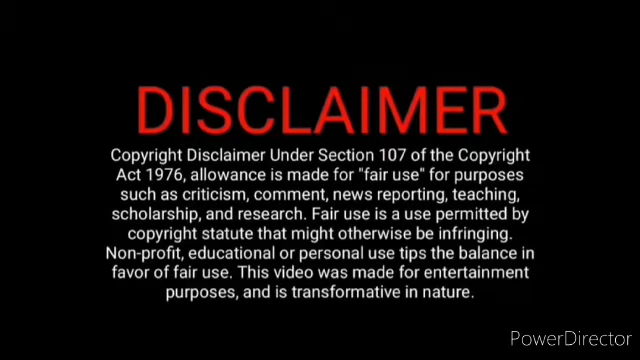 DISCLAIMER
Copyright Disclaimer Under Section 107 of the Copyright
Act 1976, allowance is made for "fair use" for purposes
such as criticism, comment, news reporting, teaching,
scholarship, and research. Fair use is a use permitted by
copyright statute that might otherwise be infringing.
Non-profit, educational or personal use tips the balance in
favor of fair use. This video was made for entertainment
purposes, and is transformative in nature.
PowerDirector